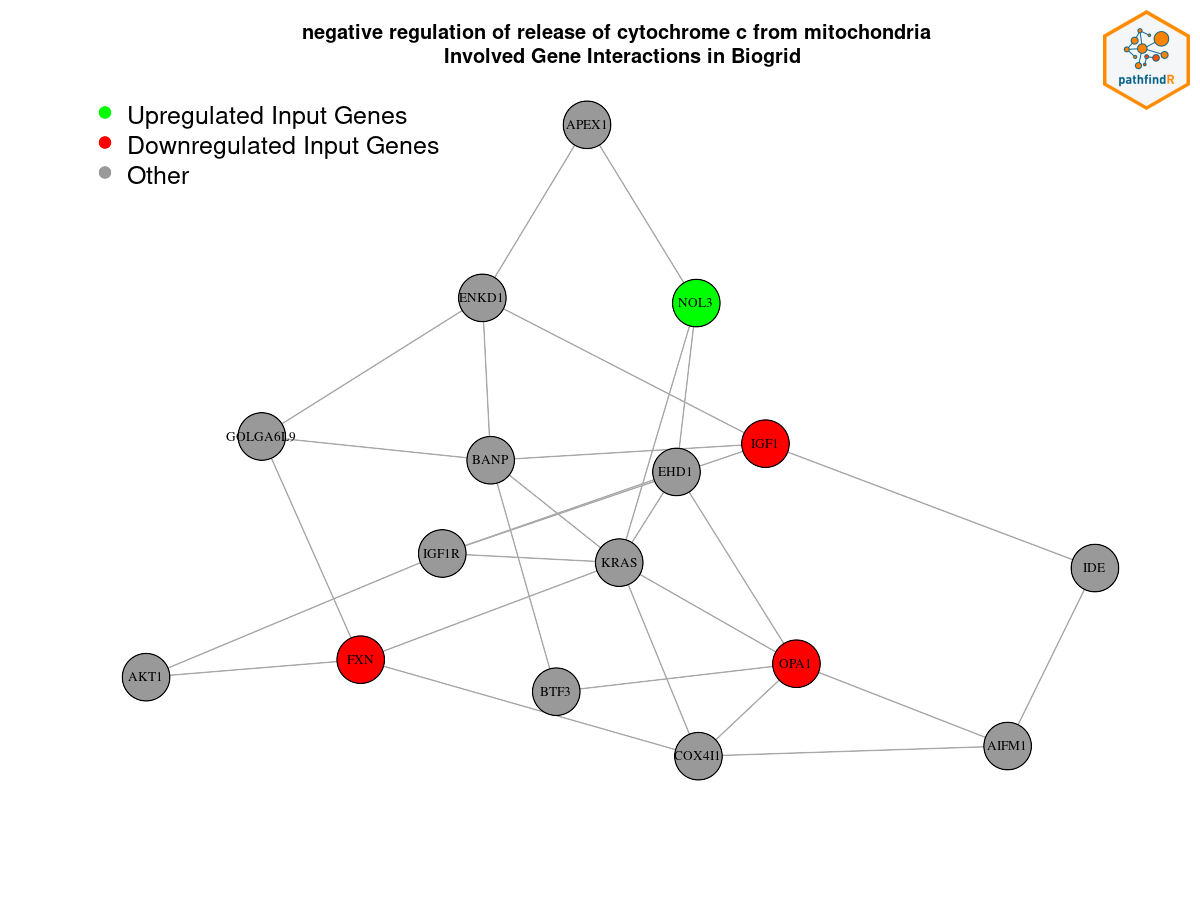 negative regulation of release of cytochrome c from mitochondria
Involved Gene Interactions in Biogrid
pathfindR
Upregulated Input Genes
Downregulated Input Genes
Other
APEX1
ENKD1
NOL3
GOLGA6L9
BANP
IGF1
EHD1
IGF1R
KRAS
IDE
AKT1
FXN
BTF3
OPA1
COX4I1
AIFM1